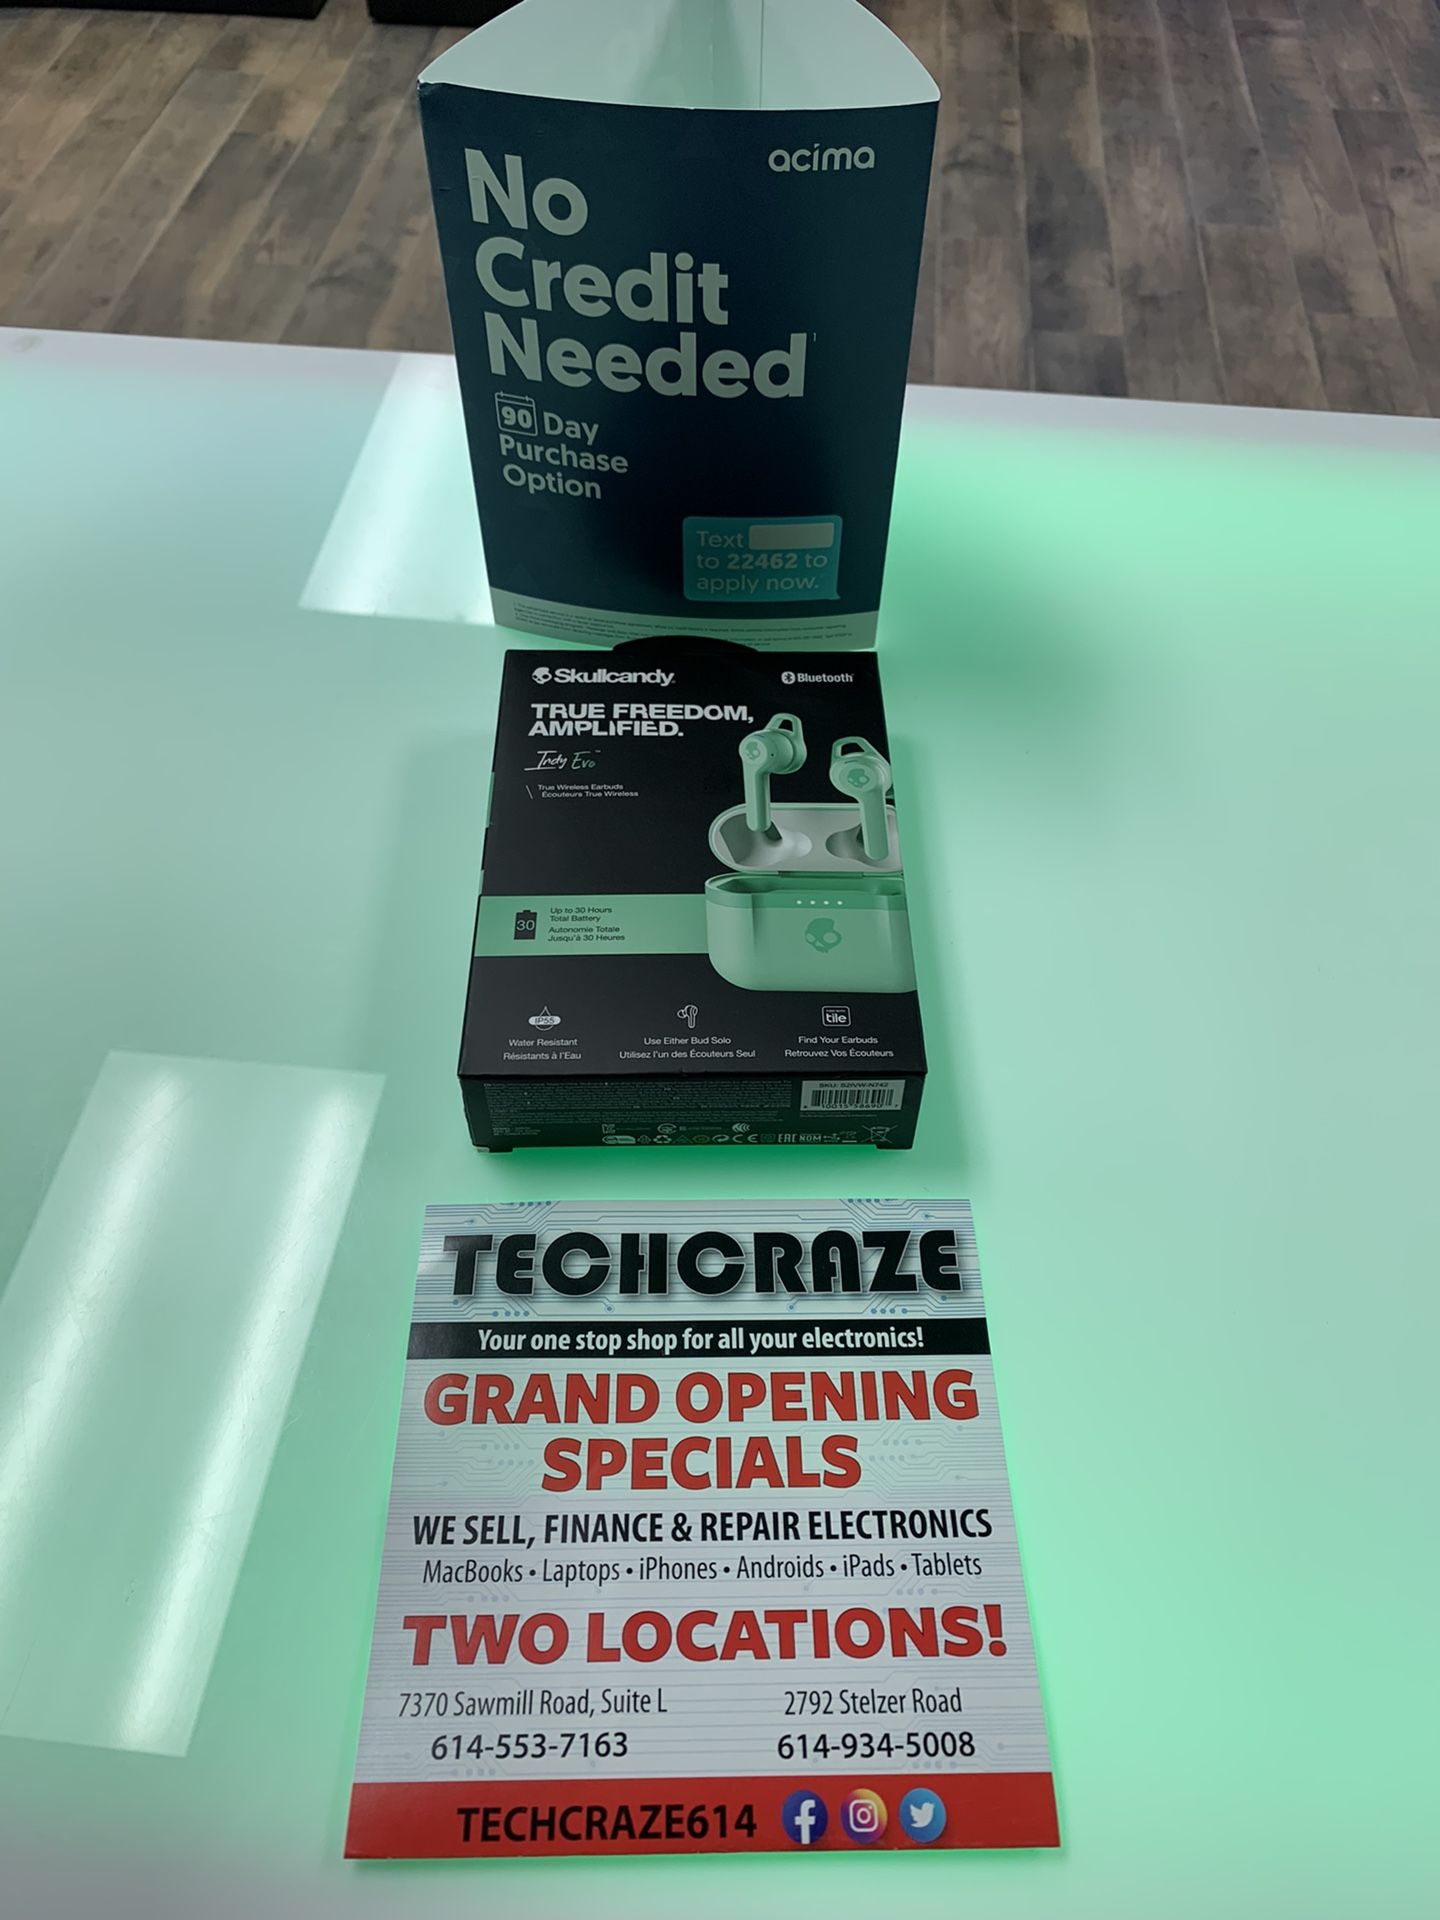 acima
No
Credit
Needed
90 Day
Purchase
Option
Text
to 22462 to
apply now.
Skullcandy
Bluetooth
TRUE FREEDOM,
AMPLIFIED.
Indy Evo™
True Wireless Earbuds
Écouteurs True Wireless
30
Up to 30 Hours
Total Battery
Autonomie Totale
Jusqu'à 30 Heures
IP55
Water Resistant
Résistants à l'Eau
Use Either Bud Solo
Utilisez l'un des Écouteurs Seul
tile
Find Your Earbuds
Retrouvez Vos Écouteurs
SKU: S2IVW-N742
TECHCRAZE
Your one stop shop for all your electronics!
GRAND OPENING
SPECIALS
WE SELL, FINANCE & REPAIR ELECTRONICS
MacBooks • Laptops • iPhones • Androids • iPads • Tablets
TWO LOCATIONS!
7370 Sawmill Road, Suite L
614-553-7163
2792 Stelzer Road
614-934-5008
TECHCRAZE614